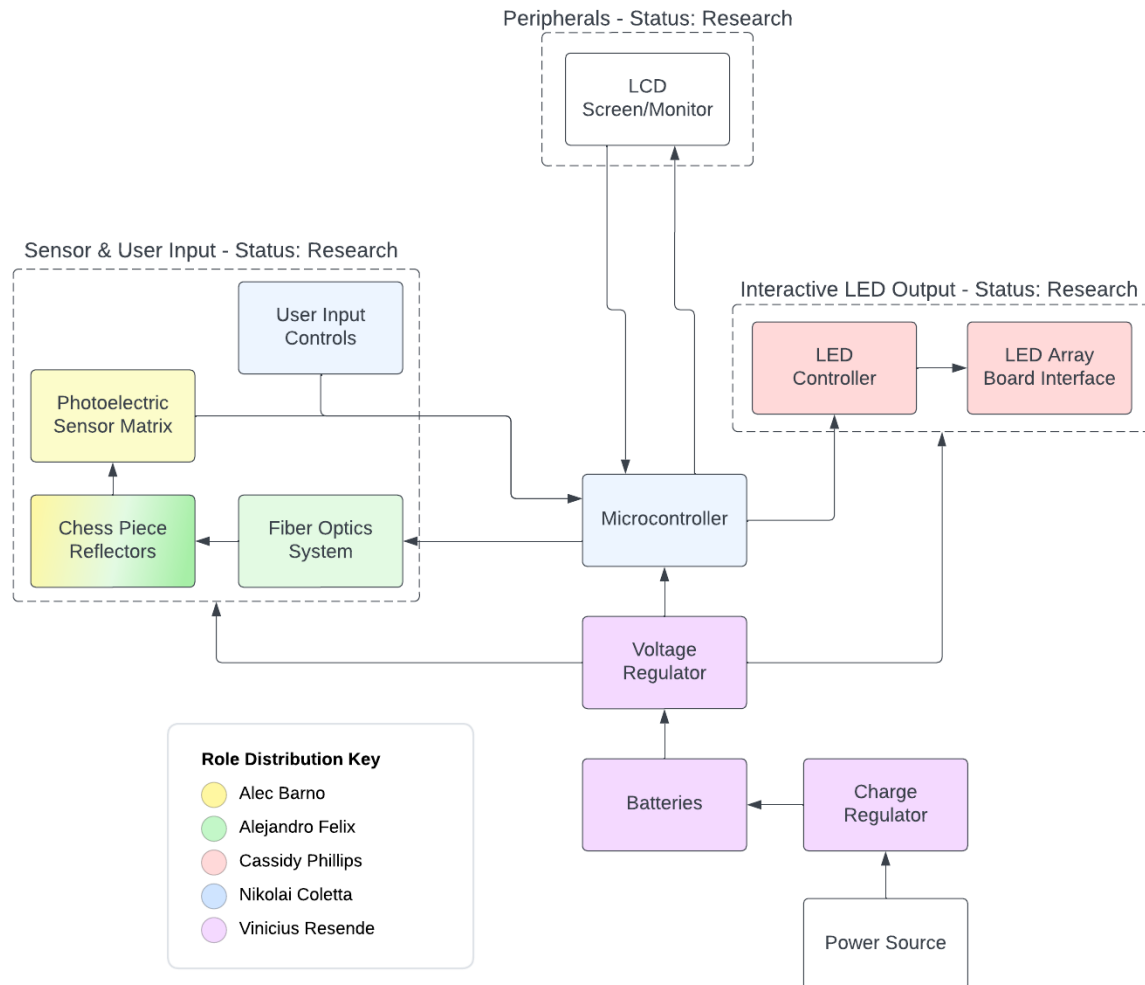 Peripherals - Status: Research
LCD
Screen/Monitor
Sensor & User Input - Status: Research
User Input
Controls
Photoelectric
Sensor Matrix
Chess Piece
Reflectors
Fiber Optics
System
Interactive LED Output - Status: Research
LED
Controller
LED Array
Board Interface
Microcontroller
Voltage
Regulator
Batteries
Charge
Regulator
Power Source
Role Distribution Key
Alec Barno
Alejandro Felix
Cassidy Phillips
Nikolai Coletta
Vinicius Resende